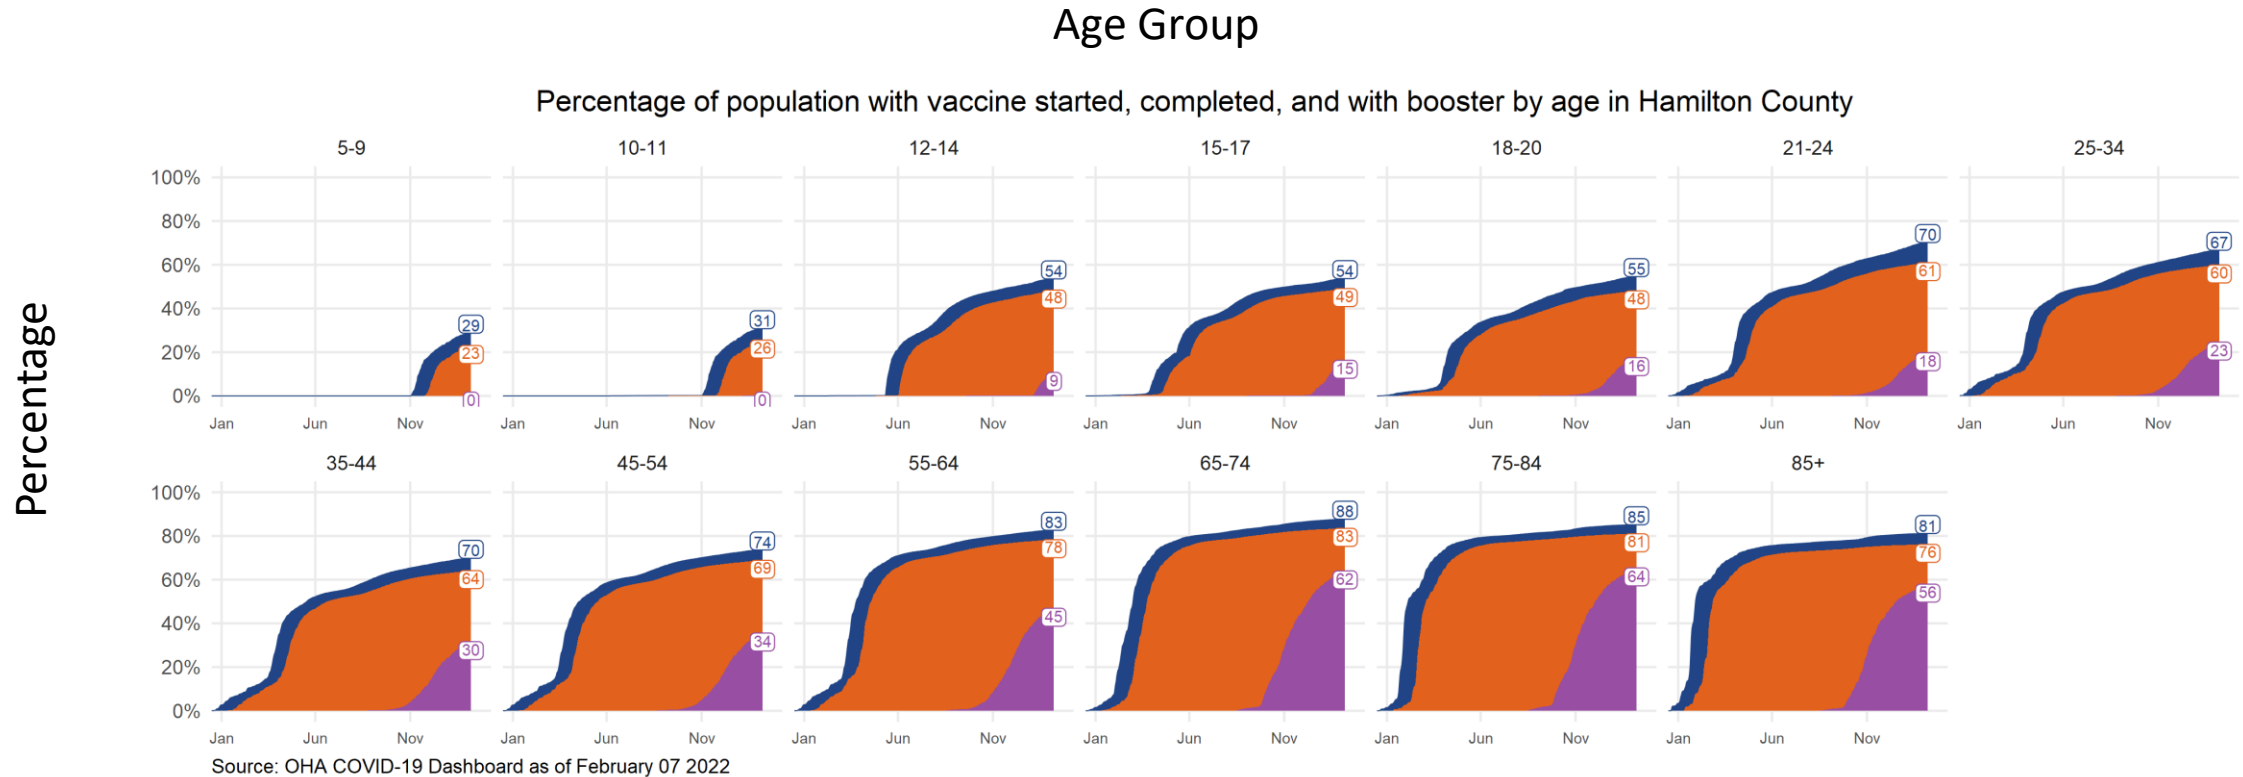 Age Group
Percentage of population with vaccine started, completed, and with booster by age in Hamilton County
Percentage
5-9 10-11 12-14 15-17 18-20 21-24 25-34
100%
80%
60%
40%
20%
0%
29 23 0
31 26 0
54 48 9
54 49 15
55 48 16
70 61 18
67 60 23
Jan Jun Nov Jan Jun Nov Jan Jun Nov Jan Jun Nov Jan Jun Nov Jan Jun Nov Jan Jun Nov
35-44 45-54 55-64 65-74 75-84 85+
100%
80%
60%
40%
20%
0%
70 64 30
74 69 34
83 78 45
88 83 62
85 81 64
81 76 56
Jan Jun Nov Jan Jun Nov Jan Jun Nov Jan Jun Nov Jan Jun Nov Jan Jun Nov
Source: OHA COVID-19 Dashboard as of February 07 2022